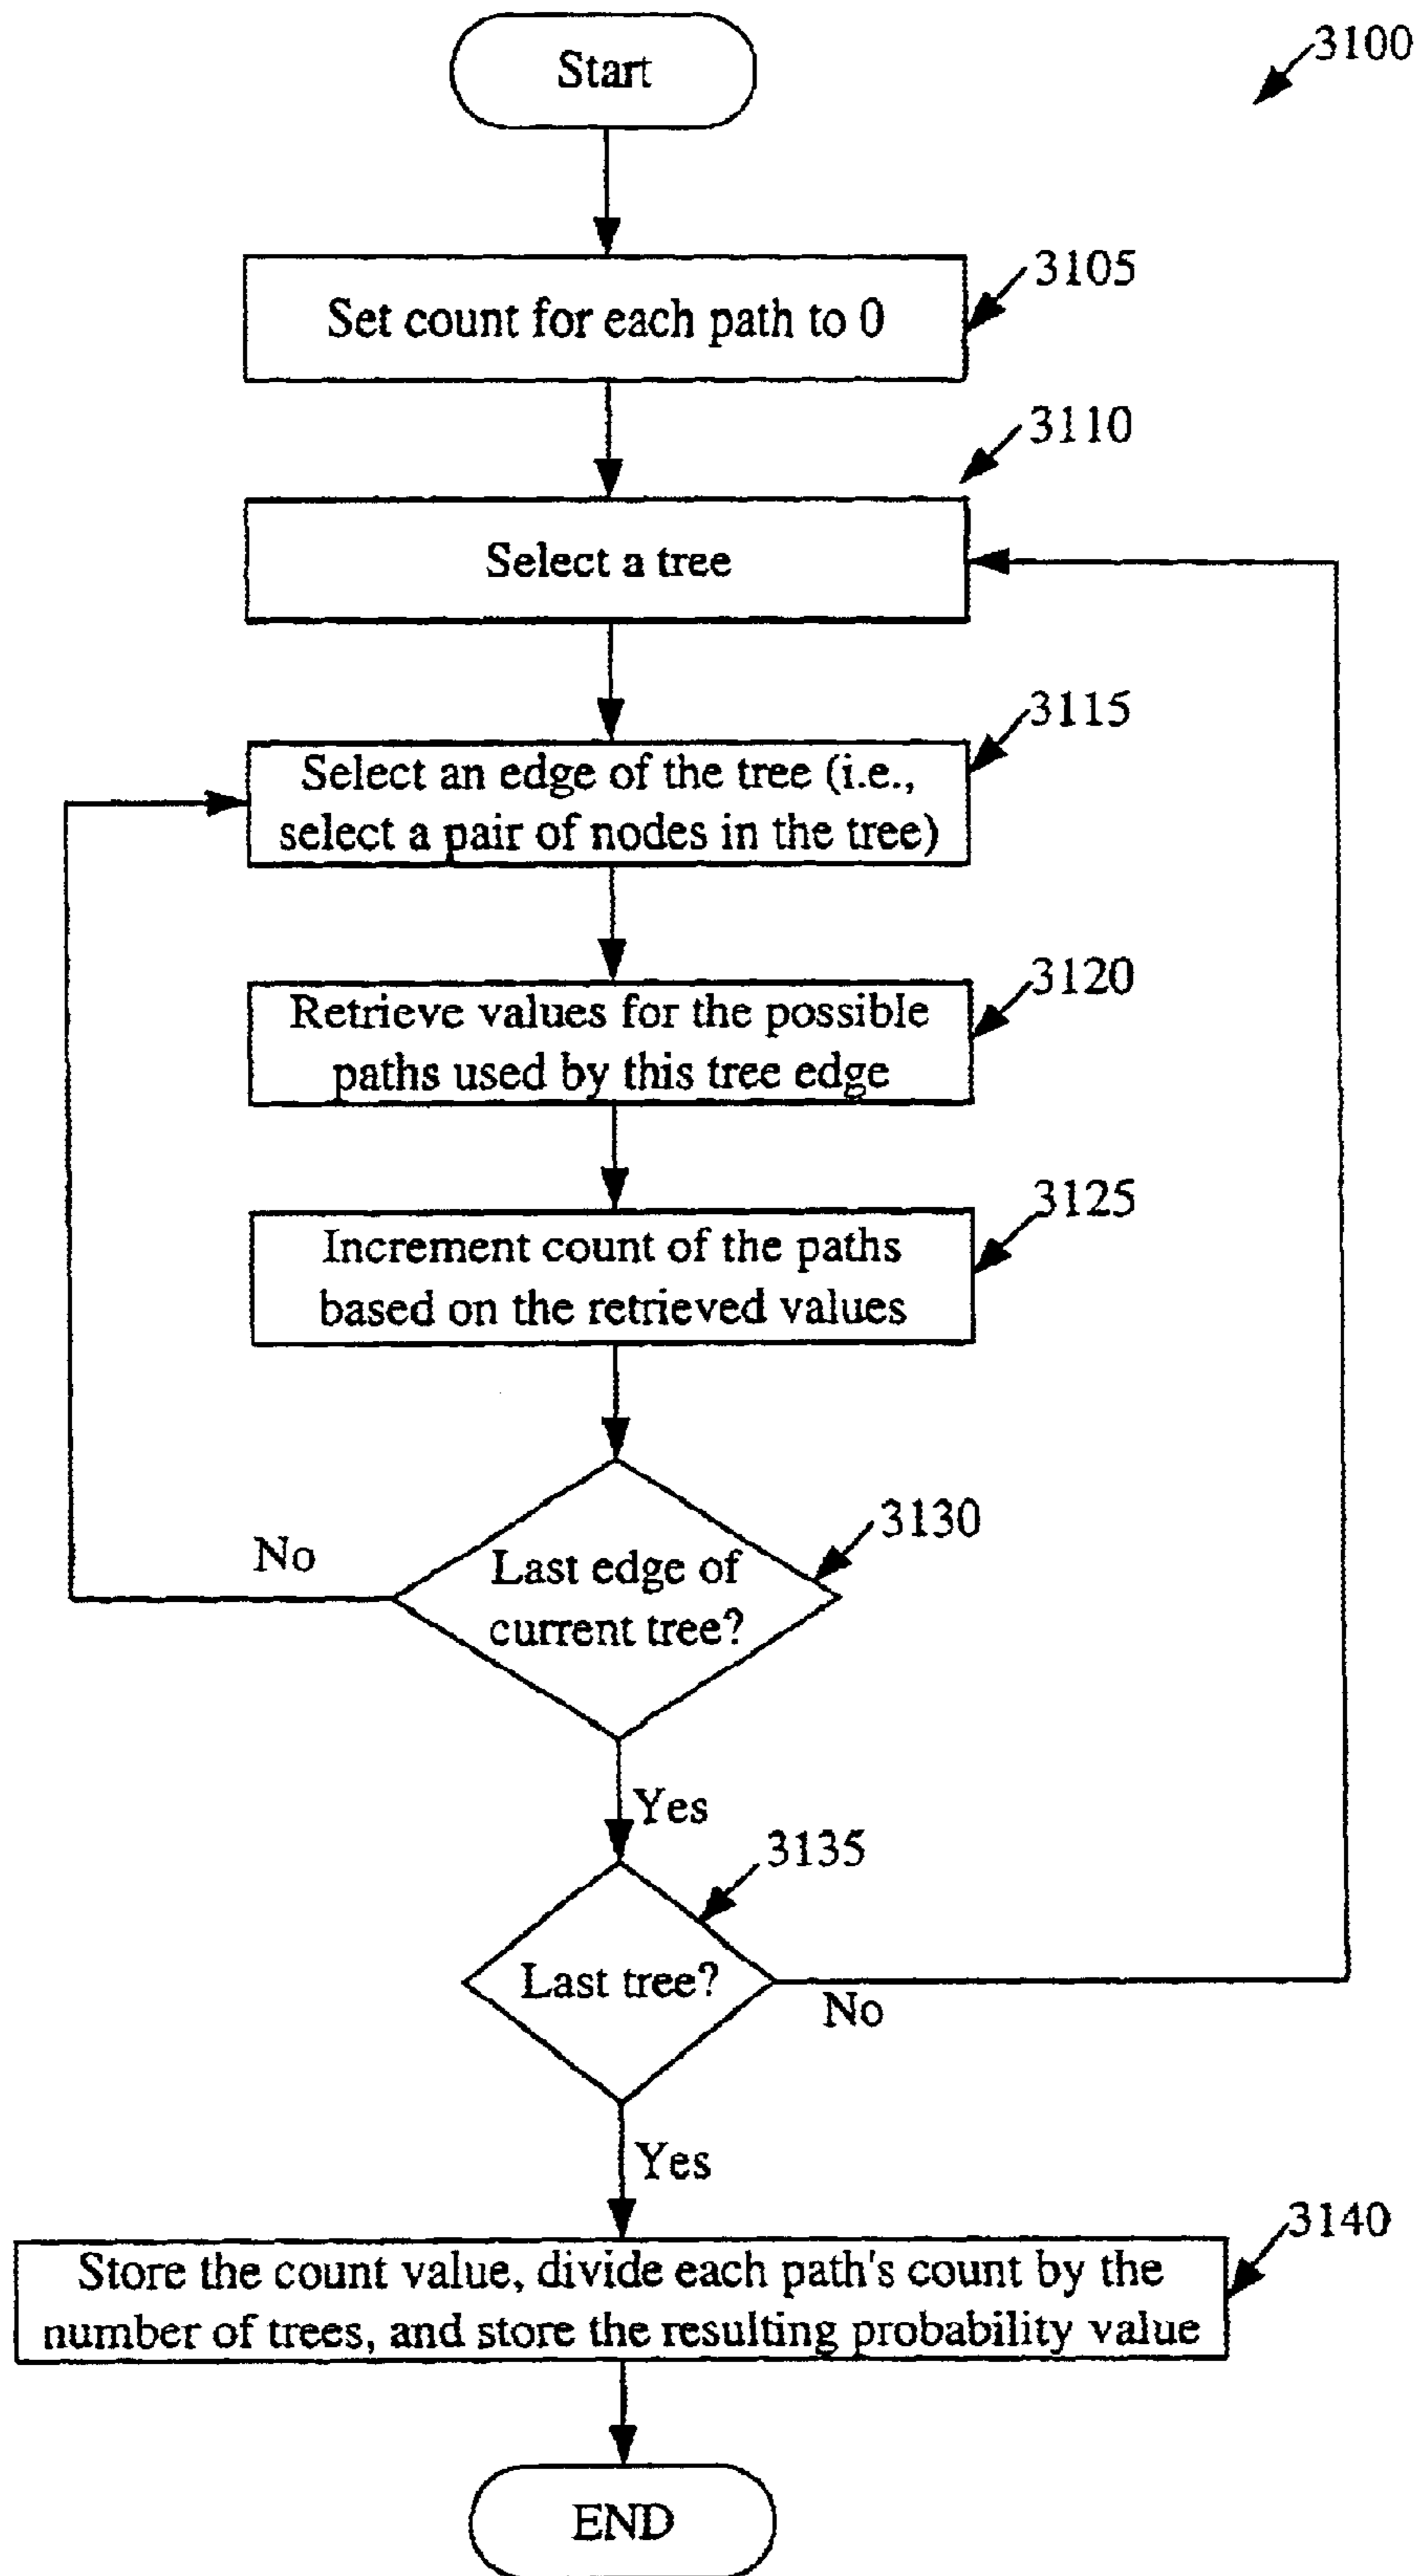 Start
3100
3105
Set count for each path to 0
3110
Select a tree
3115
Select an edge of the tree (i.e.,
select a pair of nodes in the tree)
3120
Retrieve values for the possible
paths used by this tree edge
3125
Increment count of the paths
based on the retrieved values
3130
No
Last edge of
current tree?
Yes
3135
Last tree?
No
Yes
3140
Store the count value, divide each path's count by the
number of trees, and store the resulting probability value
END